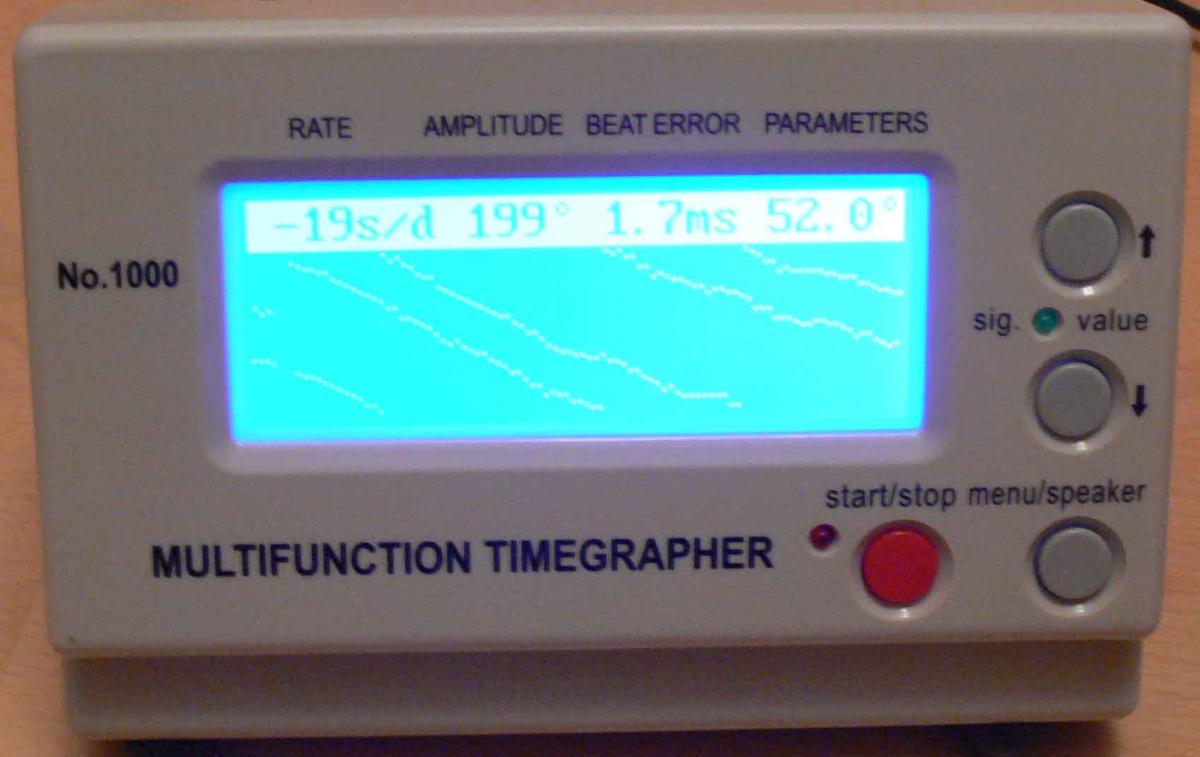 RATE AMPLITUDE BEAT ERROR PARAMETERS
-19s/d 199° 1.7ms 52.0°
No.1000
↑
sig. value
↓
start/stop menu/speaker
MULTIFUNCTION TIMEGRAPHER